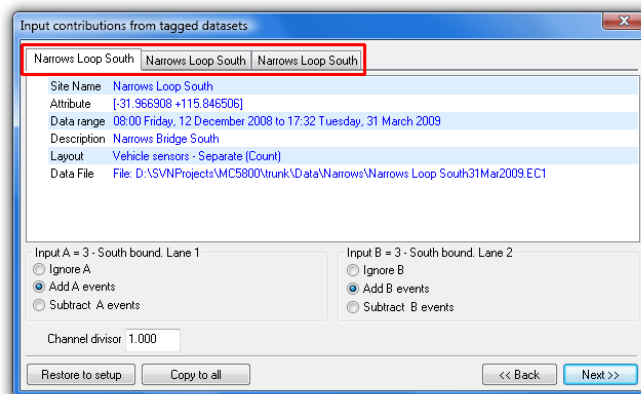 Input contributions from tagged datasets
Narrows Loop South Narrows Loop South Narrows Loop South
Site Name Narrows Loop South
Attribute [-31.966908 +115.846506]
Data range 08:00 Friday, 12 December 2008 to 17:32 Tuesday, 31 March 2009
Description Narrows Bridge South
Layout Vehicle sensors - Separate (Count)
Data File File: D:\SVNProjects\MC5800\trunk\Data\Narrows\Narrows Loop South31Mar2009.EC1
Input A = 3 - South bound. Lane 1 Input B = 3 - South bound. Lane 2
Ignore A Ignore B
Add A events Add B events
Subtract A events Subtract B events
Channel divisor 1.000
Restore to setup Copy to all << Back Next >>